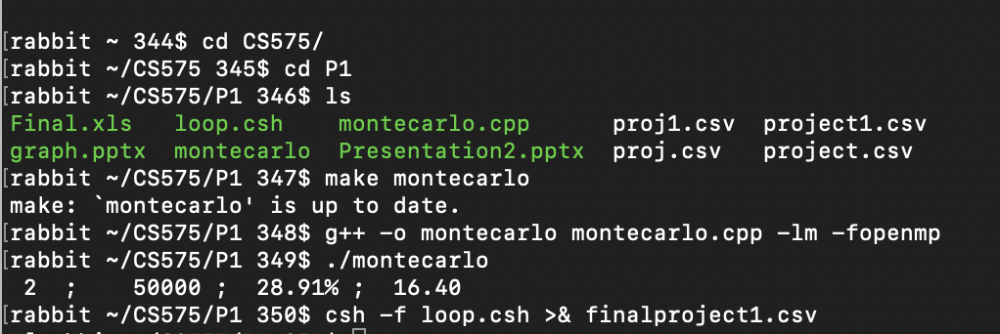 [rabbit ~ 344$ cd CS575/
[rabbit ~/CS575 345$ cd P1
[rabbit ~/CS575/P1 346$ ls
Final.xls   loop.csh    montecarlo.cpp      proj1.csv  project1.csv
graph.pptx  montecarlo  Presentation2.pptx  proj.csv   project.csv
[rabbit ~/CS575/P1 347$ make montecarlo
make: `montecarlo' is up to date.
[rabbit ~/CS575/P1 348$ g++ -o montecarlo montecarlo.cpp -lm -fopenmp
[rabbit ~/CS575/P1 349$ ./montecarlo
 2  ;    50000 ;  28.91% ;  16.40
[rabbit ~/CS575/P1 350$ csh -f loop.csh >& finalproject1.csv